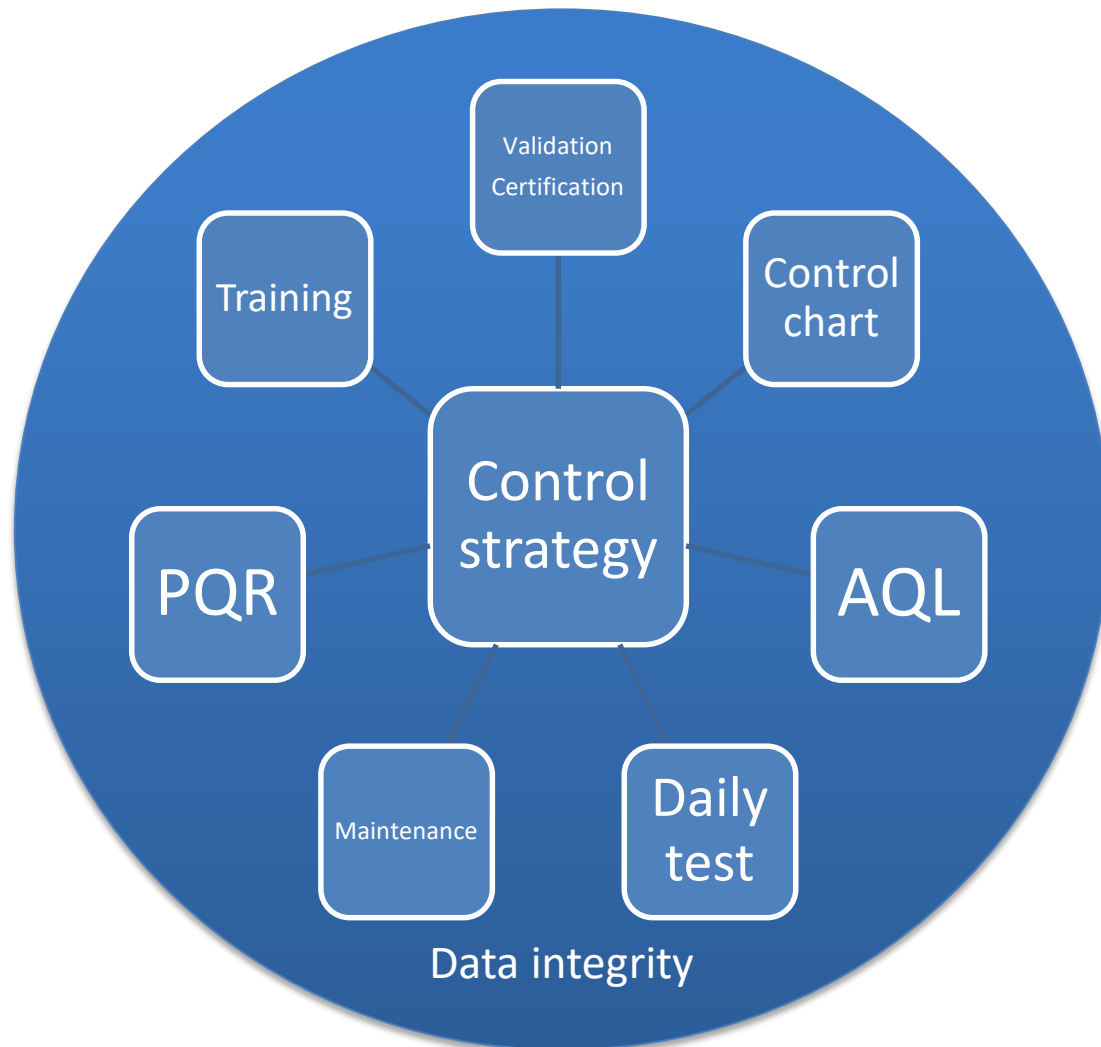 Validation
Certification
Training
Control
chart
Control
strategy
PQR
AQL
Maintenance
Daily
test
Data integrity